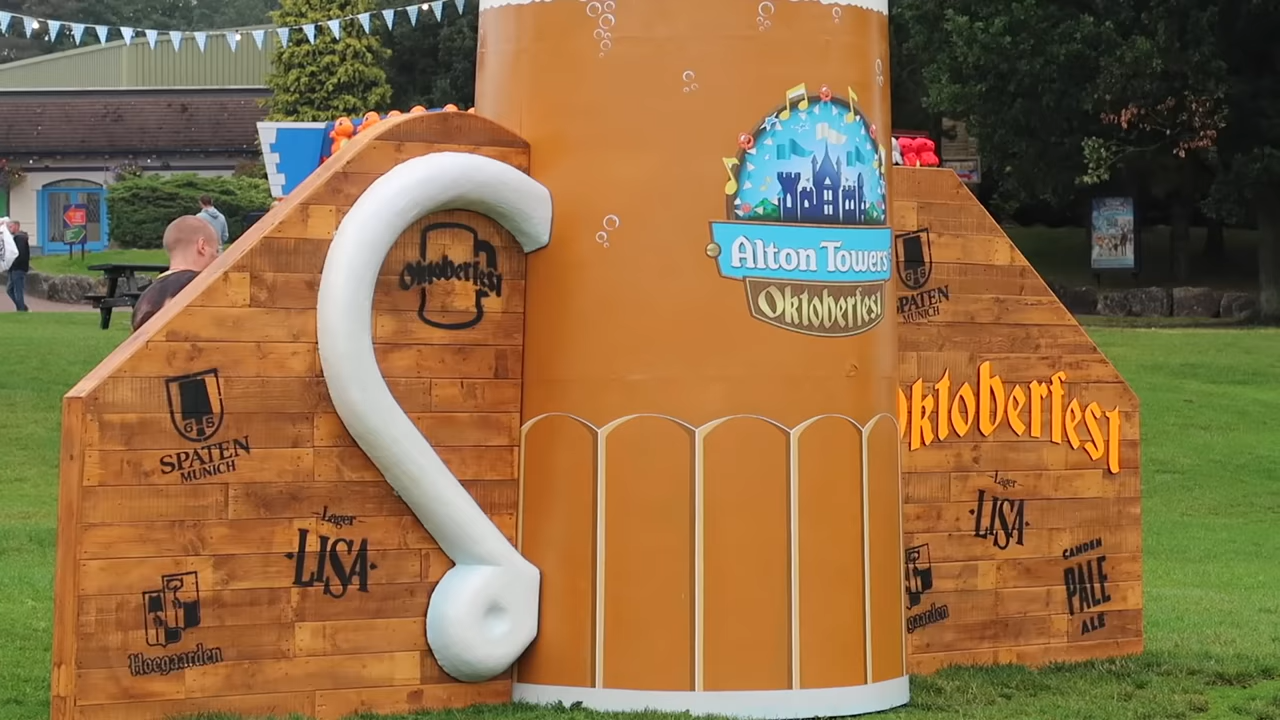 Oktoberfest
G S
SPATEN
MUNICH
Lager
LISA
Hoegaarden
Alton Towers
Oktoberfest
G S
SPATEN
MUNICH
Oktoberfest
Lager
LISA
CAMDEN
PALE
ALE